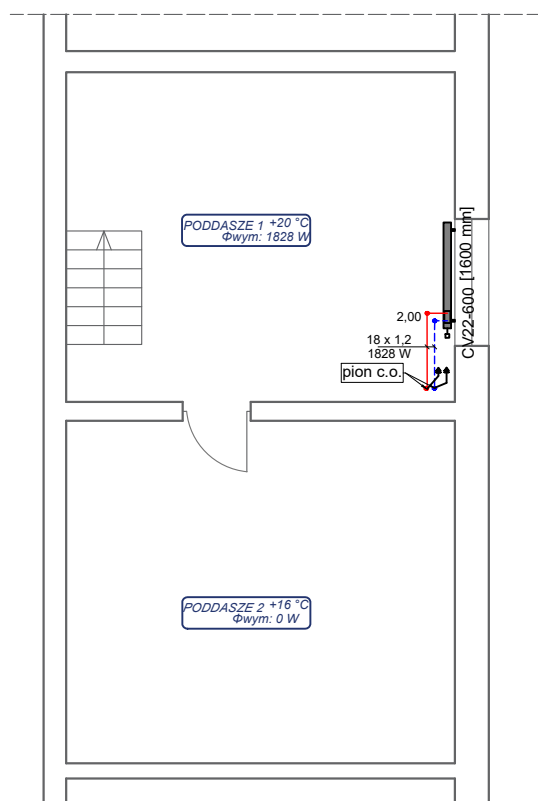 PODDASZE 1 +20 °C
Φwym: 1828 W
CV22-600 [1600 mm]
2,00
18 x 1,2
1828 W
pion c.o.
PODDASZE 2 +16 °C
Φwym: 0 W